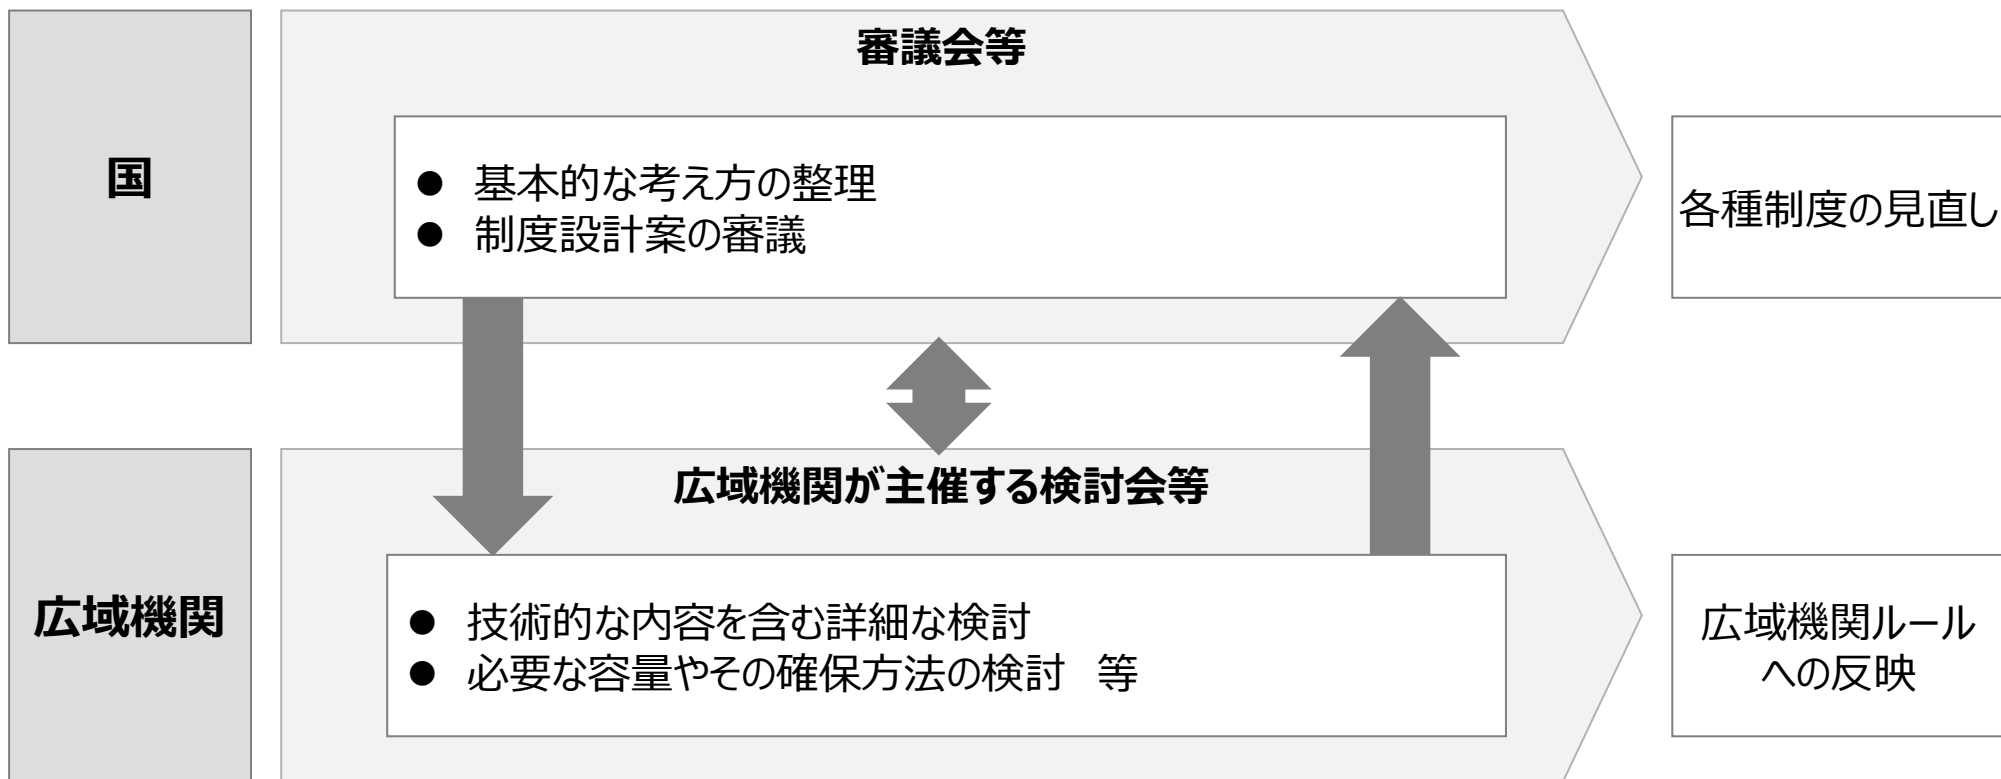 国
審議会等
● 基本的な考え方の整理
● 制度設計案の審議
各種制度の見直し
広域機関
広域機関が主催する検討会等
● 技術的な内容を含む詳細な検討
● 必要な容量やその確保方法の検討　等
広域機関ルール
への反映